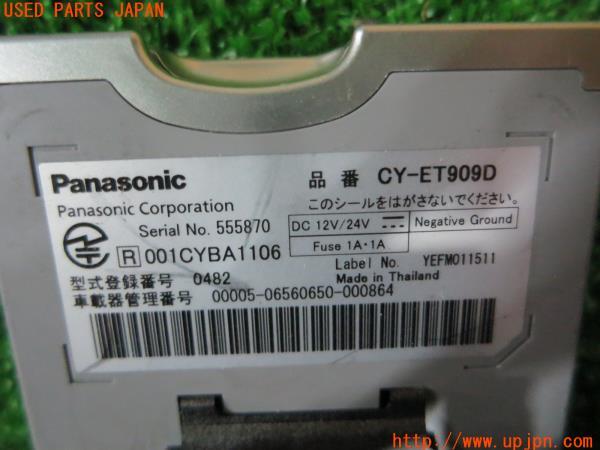 USED PARTS JAPAN
Panasonic
品番 CY-ET909D
Panasonic Corporation
このシールをはがさないでください。
Serial No. 555870
DC 12V/24V
Negative Ground
Fuse 1A・1A
R 001CYBA1106
Label No. YEFM011511
型式登録番号 0482
Made in Thailand
車載器管理番号 00005-06560650-000864
http://www.upjpn.com/